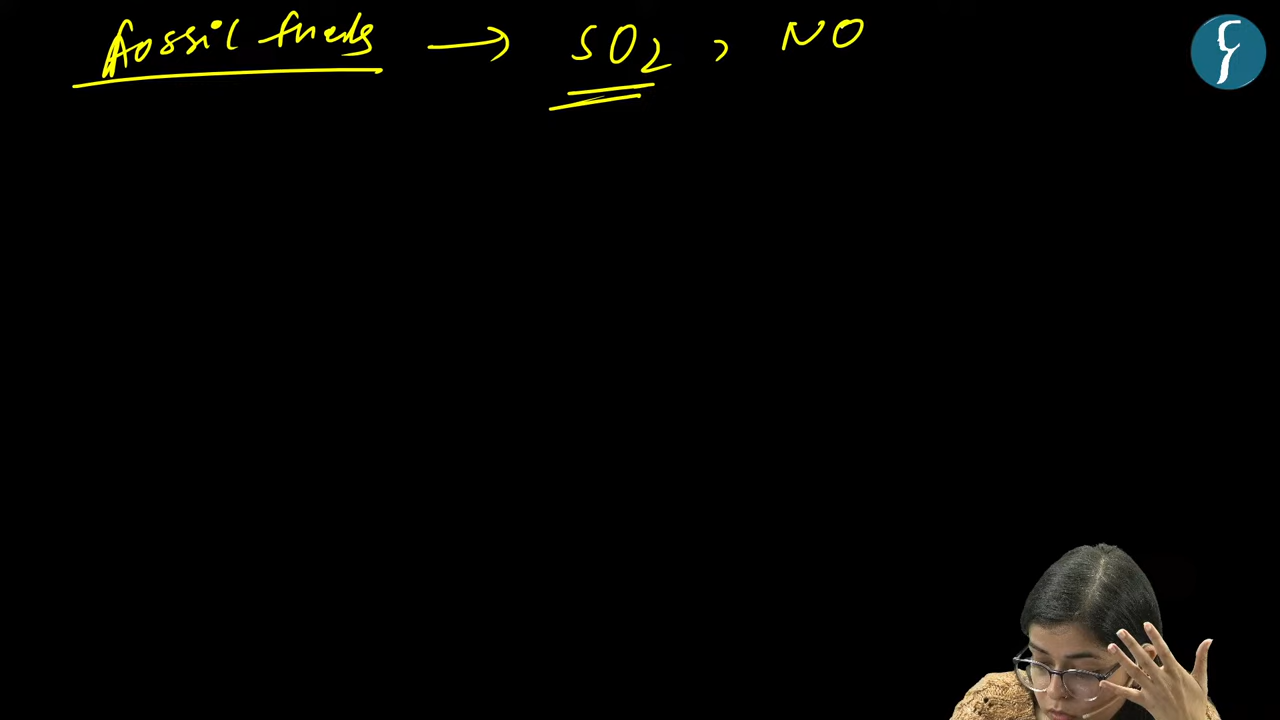 fossil fuels → SO2, NO